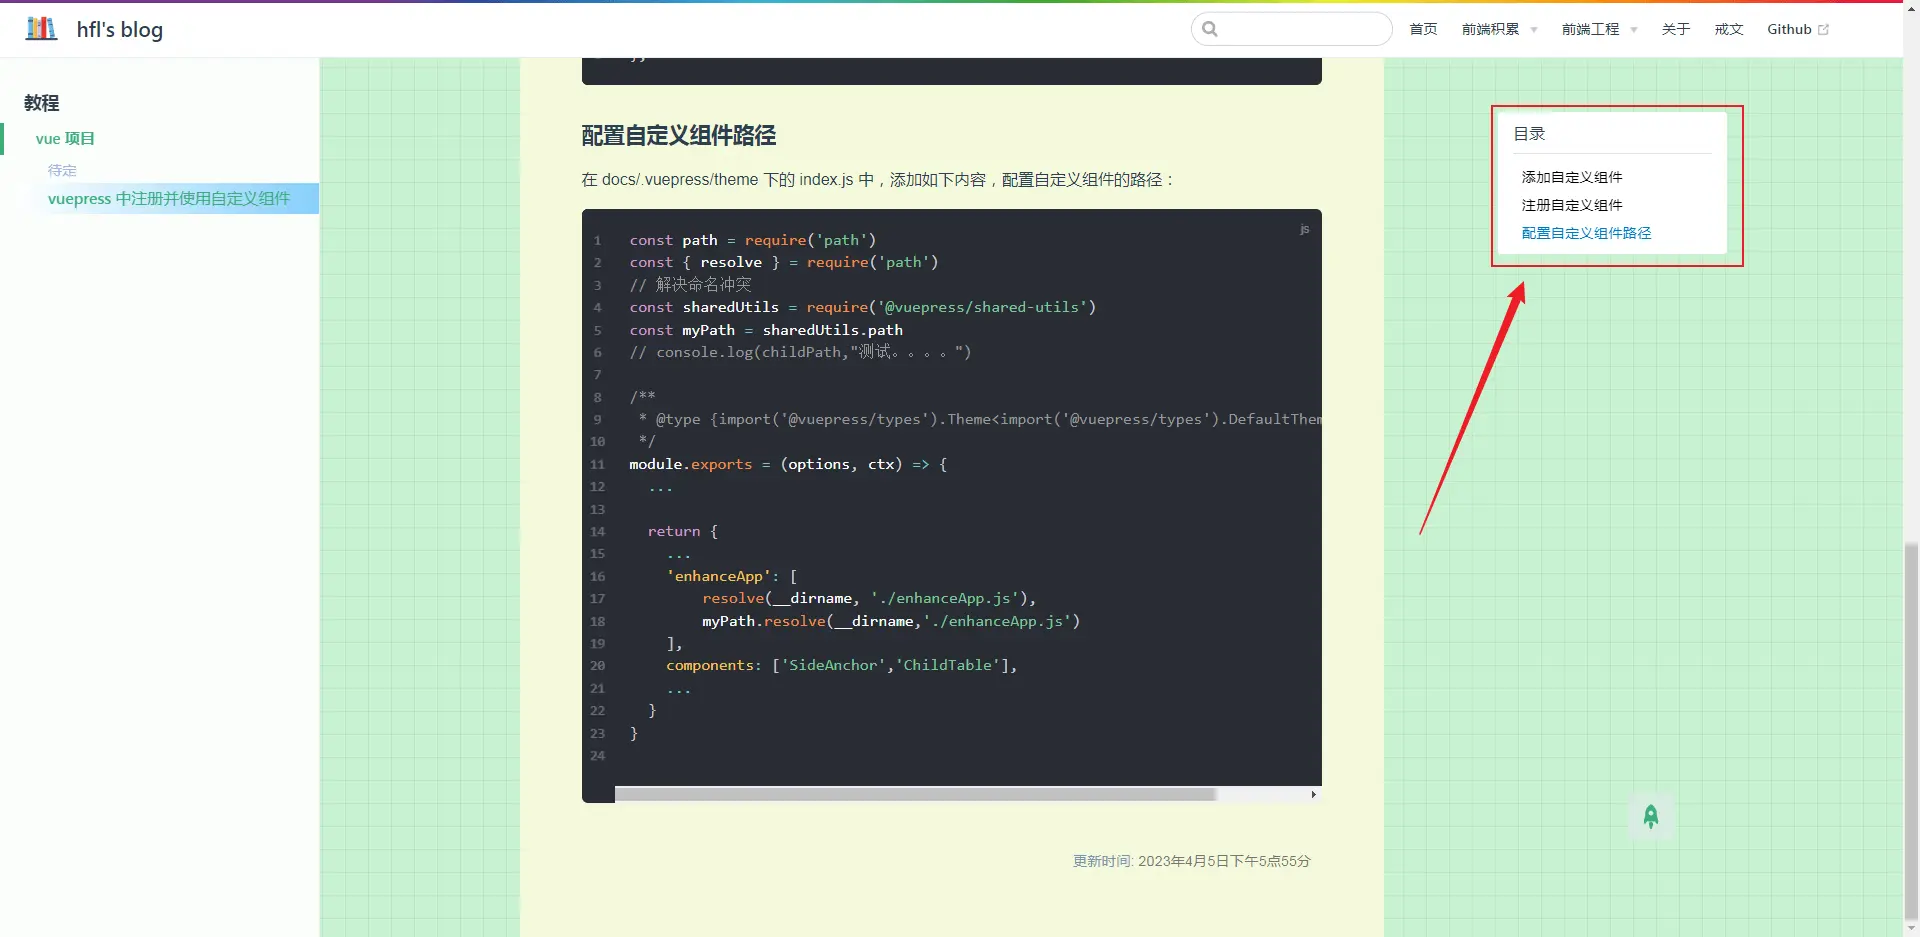 hfl's blog
首页
前端积累
前端工程
关于
戒文
Github
教程
vue 项目
待定
vuepress 中注册并使用自定义组件
配置自定义组件路径
在 docs/.vuepress/theme 下的 index.js 中，添加如下内容，配置自定义组件的路径：
js
1 const path = require('path')
2 const { resolve } = require('path')
3 // 解决命名冲突
4 const sharedUtils = require('@vuepress/shared-utils')
5 const myPath = sharedUtils.path
6 // console.log(childPath,"测试。。。。")
7
8 /**
9  * @type {import('@vuepress/types').Theme<import('@vuepress/types').DefaultThem
10  */
11 module.exports = (options, ctx) => {
12   ...
13
14   return {
15     ...
16     'enhanceApp': [
17         resolve(__dirname, './enhanceApp.js'),
18         myPath.resolve(__dirname,'./enhanceApp.js')
19     ],
20     components: ['SideAnchor','ChildTable'],
21     ...
22   }
23 }
24
更新时间: 2023年4月5日下午5点55分
目录
添加自定义组件
注册自定义组件
配置自定义组件路径